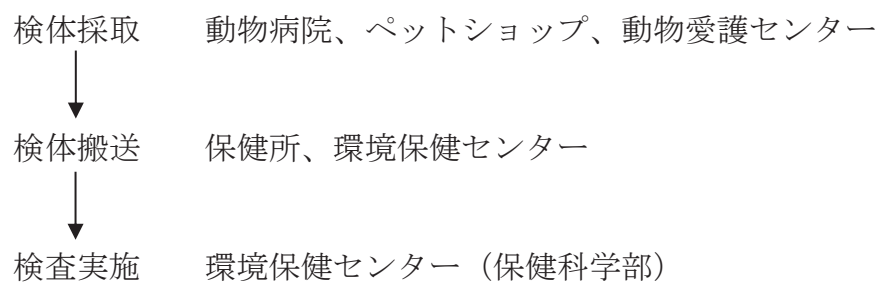 検体採取　　動物病院、ペットショップ、動物愛護センター
検体搬送　　保健所、環境保健センター
検査実施　　環境保健センター（保健科学部）